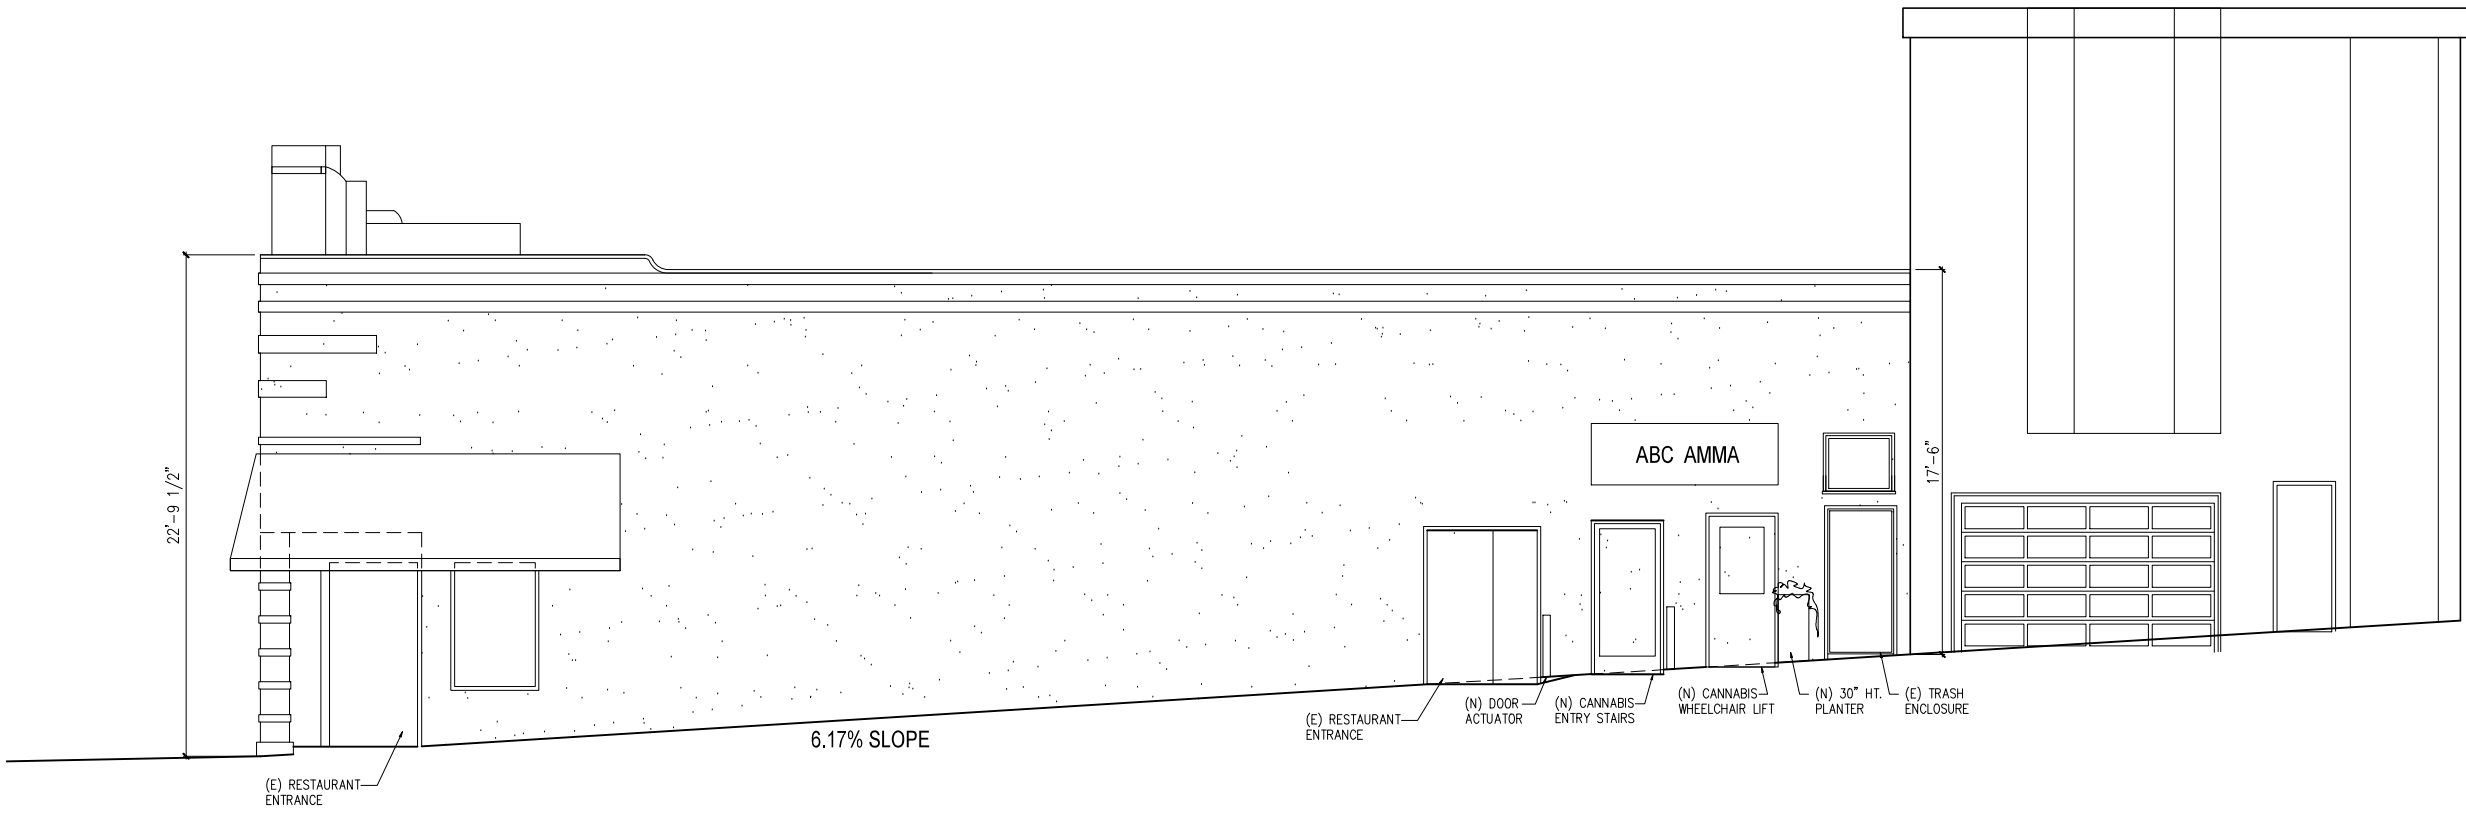 22'-9 1/2"
ABC AMMA
17'-6"
6.17% SLOPE
(E) RESTAURANT
ENTRANCE
(E) RESTAURANT
ENTRANCE
(N) DOOR
ACTUATOR
(N) CANNABIS
ENTRY STAIRS
(N) CANNABIS
WHEELCHAIR LIFT
(N) 30" HT.
PLANTER
(E) TRASH
ENCLOSURE